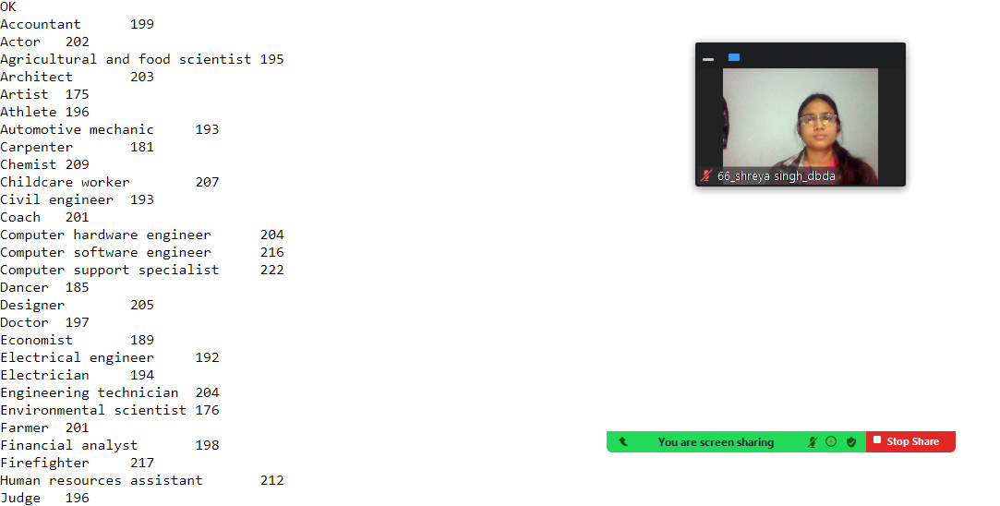 OK
Accountant 199
Actor 202
Agricultural and food scientist 195
Architect 203
Artist 175
Athlete 196
Automotive mechanic 193
Carpenter 181
Chemist 209
Childcare worker 207
Civil engineer 193
Coach 201
Computer hardware engineer 204
Computer software engineer 216
Computer support specialist 222
Dancer 185
Designer 205
Doctor 197
Economist 189
Electrical engineer 192
Electrician 194
Engineering technician 204
Environmental scientist 176
Farmer 201
Financial analyst 198
Firefighter 217
Human resources assistant 212
Judge 196
66_shreya singh_dbda
You are screen sharing
Stop Share